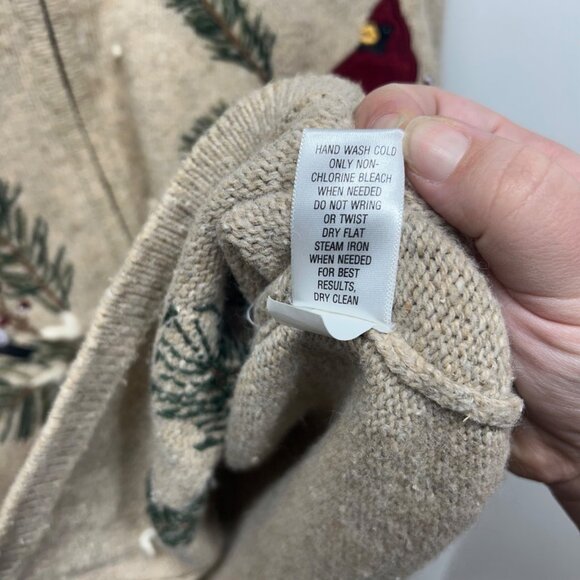 HAND WASH COLD
ONLY NON-
CHLORINE BLEACH
WHEN NEEDED
DO NOT WRING
OR TWIST
DRY FLAT
STEAM IRON
WHEN NEEDED
FOR BEST
RESULTS,
DRY CLEAN